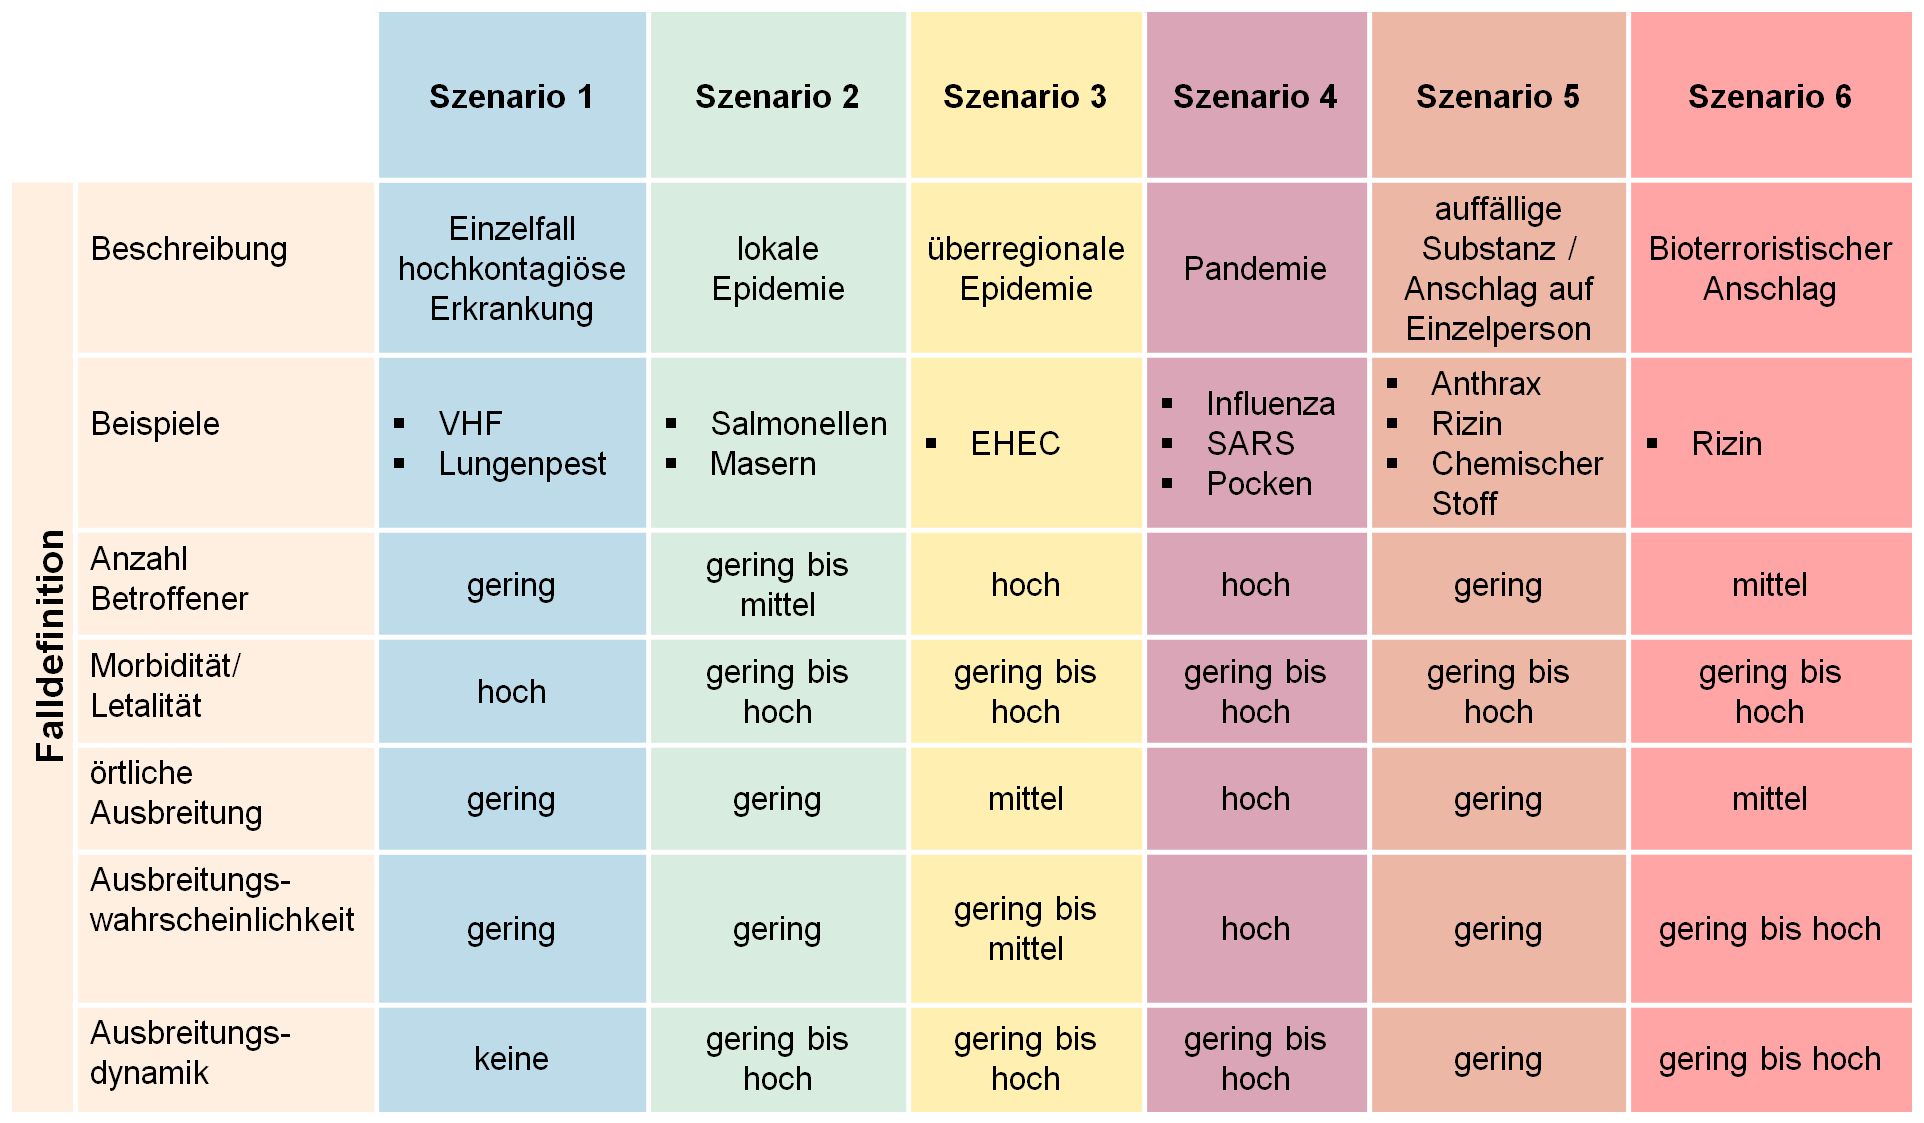 Szenario 1
Szenario 2
Szenario 3
Szenario 4
Szenario 5
Szenario 6
Falldefinition
Beschreibung
Einzelfall
hochkontagiöse
Erkrankung
lokale
Epidemie
überregionale
Epidemie
Pandemie
auffällige
Substanz /
Anschlag auf
Einzelperson
Bioterroristischer
Anschlag
Beispiele
▪ VHF
▪ Lungenpest
▪ Salmonellen
▪ Masern
▪ EHEC
▪ Influenza
▪ SARS
▪ Pocken
▪ Anthrax
▪ Rizin
▪ Chemischer
Stoff
▪ Rizin
Anzahl
Betroffener
gering
gering bis
mittel
hoch
hoch
gering
mittel
Morbidität/
Letalität
hoch
gering bis
hoch
gering bis
hoch
gering bis
hoch
gering bis
hoch
gering bis
hoch
örtliche
Ausbreitung
gering
gering
mittel
hoch
gering
mittel
Ausbreitungs-
wahrscheinlichkeit
gering
gering
gering bis
mittel
hoch
gering
gering bis hoch
Ausbreitungs-
dynamik
keine
gering bis
hoch
gering bis
hoch
gering bis
hoch
gering
gering bis hoch